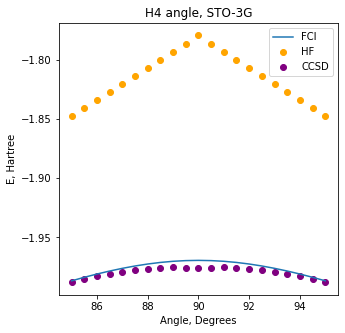 H4 angle, STO-3G
FCI
HF
CCSD
−1.80
−1.85
−1.90
−1.95
E, Hartree
86
88
90
92
94
Angle, Degrees